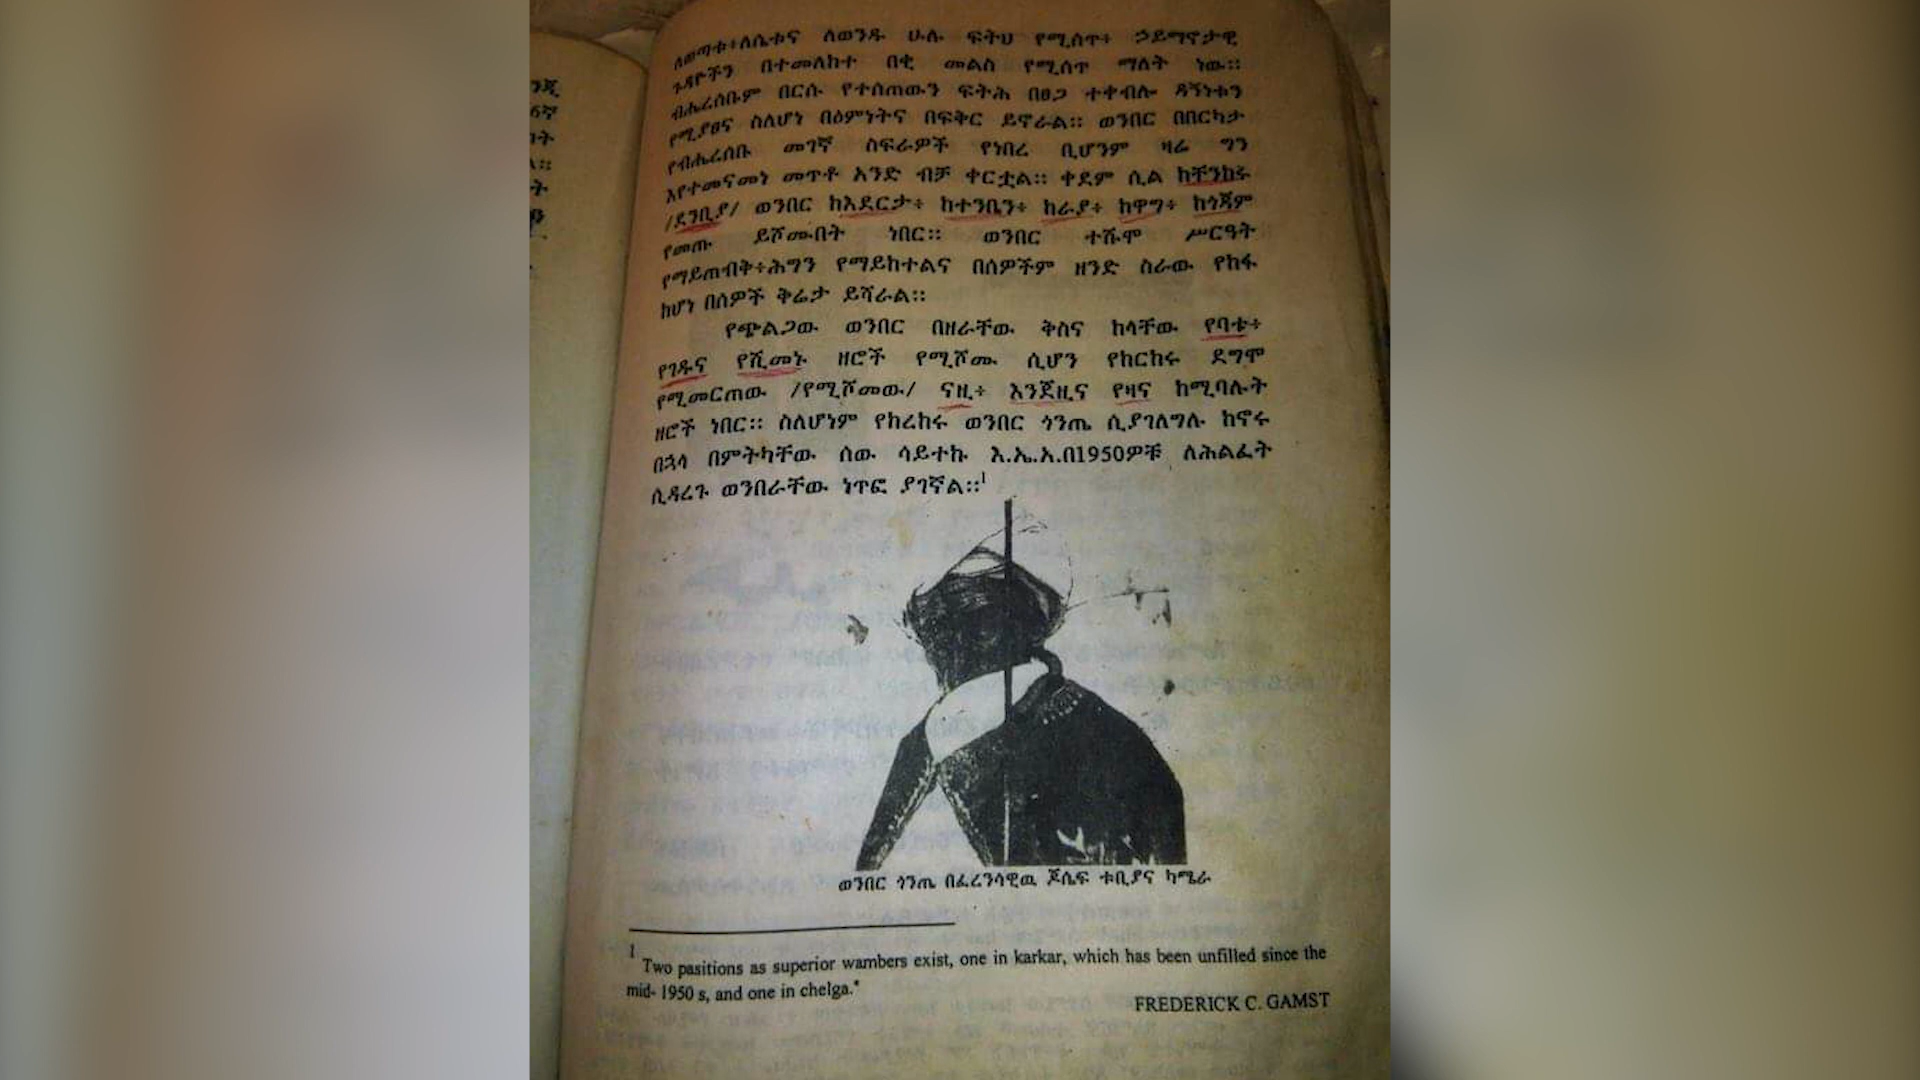 ለወጣቱ፥ለሴቱና ለወንዱ ሁሉ ፍትህ የሚሰጥ፥ ኃይማኖታዊ
ጉዳዮችን በተመለከተ በቂ መልስ የሚሰጥ ማለት ነው።
ብሔረሰቡም በርሱ የተሰጠውን ፍትሕ በፀጋ ተቀብሎ ዳኝነቱን
የሚያፀና ስለሆነ በዕምነትና በፍቅር ይኖራል። ወንበር በበርካታ
የብሔረሰቡ መገኛ ስፍራዎች የነበረ ቢሆንም ዛሬ ግን
እየተመናመነ መጥቶ አንድ ብቻ ቀርቷል። ቀደም ሲል ከቸንከሩ
/ደንቢያ/ ወንበር ከአደርታ፥ ከተንቤን፥ ከራያ፥ ከዋግ፥ ከጎጃም
የመጡ ይሾሙበት ነበር። ወንበር ተሹሞ ሥርዓት
የማይጠብቅ፥ሕግን የማይከተልና በሰዎችም ዘንድ ስራው የከፋ
ከሆነ በሰዎች ቅሬታ ይሻራል።
የጭልጋው ወንበር በዘራቸው ቅስና ከላቸው የባቱ፥
የገዱና የሺመኑ ዘሮች የሚሾሙ ሲሆን የከርከሩ ደግሞ
የሚመርጠው /የሚሾመው/ ናዚ፥ እንጀዚና የዛና ከሚባሉት
ዘሮች ነበር። ስለሆነም የከረከሩ ወንበር ጎንጤ ሲያገለግሉ ከኖሩ
በኋላ በምትካቸው ሰው ሳይተኩ እ.ኤ.አ.በ1950ዎቹ ለሕልፈት
ሲዳረጉ ወንበራቸው ነጥፎ ያገኛል።1
ወንበር ጎንጤ በፈረንሳዊዉ ጆሴፍ ቱቢያና ካሜራ
1 Two pasitions as superior wambers exist, one in karkar, which has been unfilled since the
mid- 1950 s, and one in chelga."
FREDERICK C. GAMST